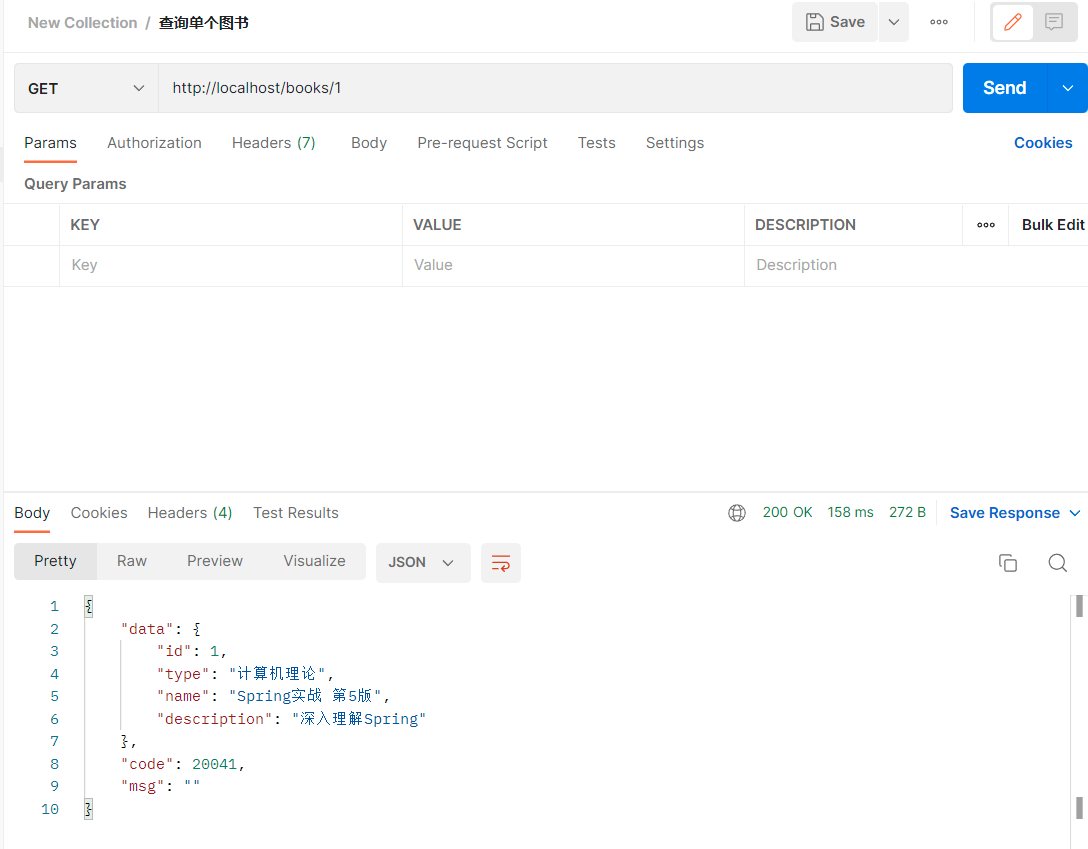 New Collection / 查询单个图书 Save
GET http://localhost/books/1 Send
Params Authorization Headers (7) Body Pre-request Script Tests Settings Cookies
Query Params
KEY VALUE DESCRIPTION Bulk Edit
Key Value Description
Body Cookies Headers (4) Test Results 200 OK 158 ms 272 B Save Response
Pretty Raw Preview Visualize JSON
1 {
2 "data": {
3 "id": 1,
4 "type": "计算机理论",
5 "name": "Spring实战 第5版",
6 "description": "深入理解Spring"
7 },
8 "code": 20041,
9 "msg": ""
10 }